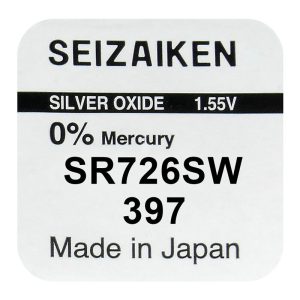 SEIZAIKEN
SILVER OXIDE 1.55V
0% Mercury
SR726SW
397
Made in Japan